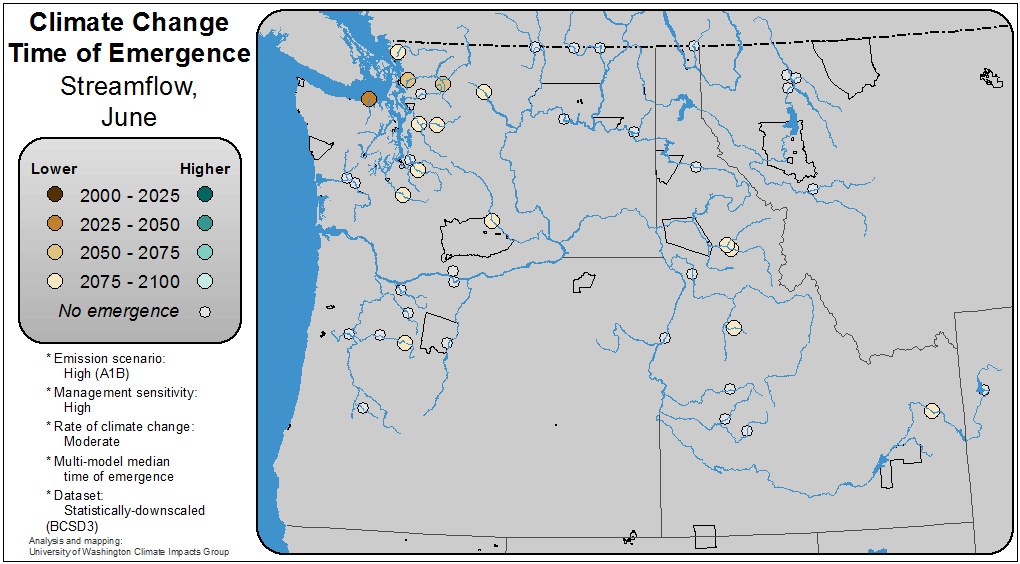 Climate Change
Time of Emergence
Streamflow,
June
Lower Higher
2000 - 2025
2025 - 2050
2050 - 2075
2075 - 2100
No emergence
* Emission scenario:
High (A1B)
* Management sensitivity:
High
* Rate of climate change:
Moderate
* Multi-model median
time of emergence
* Dataset:
Statistically-downscaled
(BCSD3)
Analysis and mapping:
University of Washington Climate Impacts Group